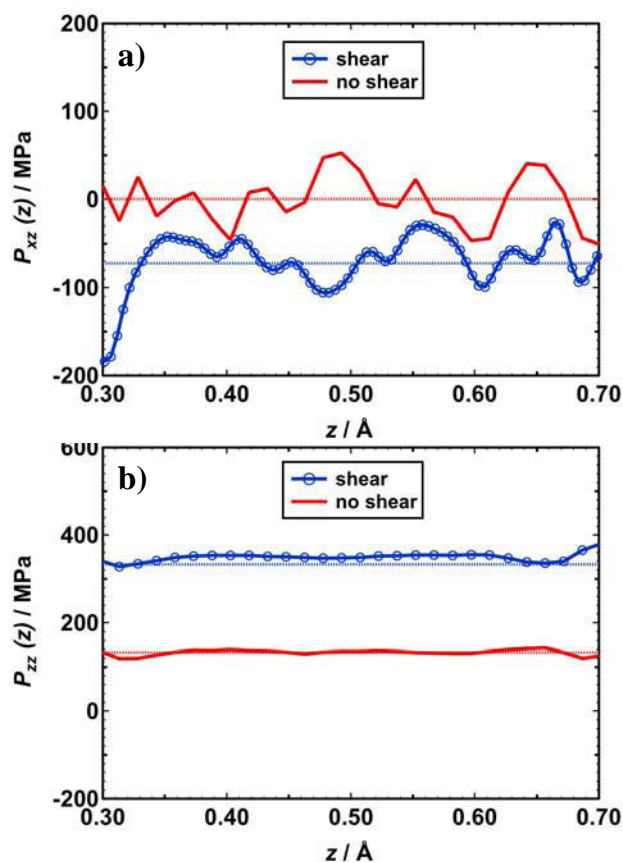 a)
shear
no shear
200
100
0
-100
-200
P_xz (z) / MPa
0.30 0.40 0.50 0.60 0.70
z / Å
b)
shear
no shear
600
400
200
0
-200
P_zz (z) / MPa
0.30 0.40 0.50 0.60 0.70
z / Å